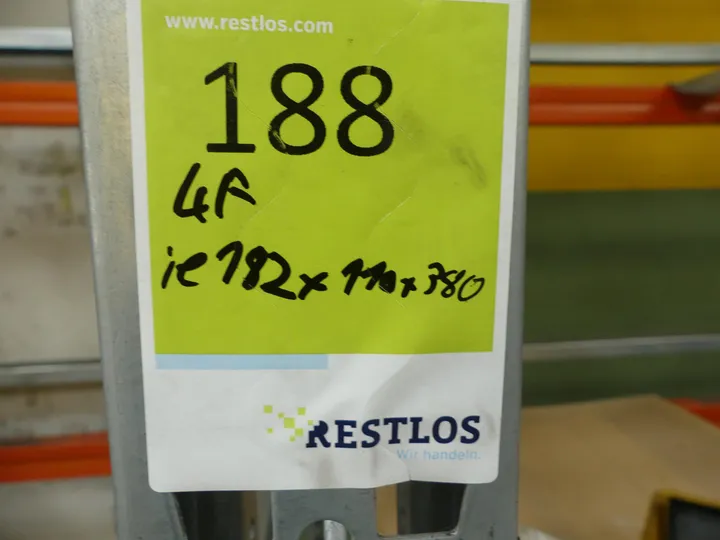 www.restlos.com
188
4F
je 182 x 110 x 380
RESTLOS
Wir handeln.